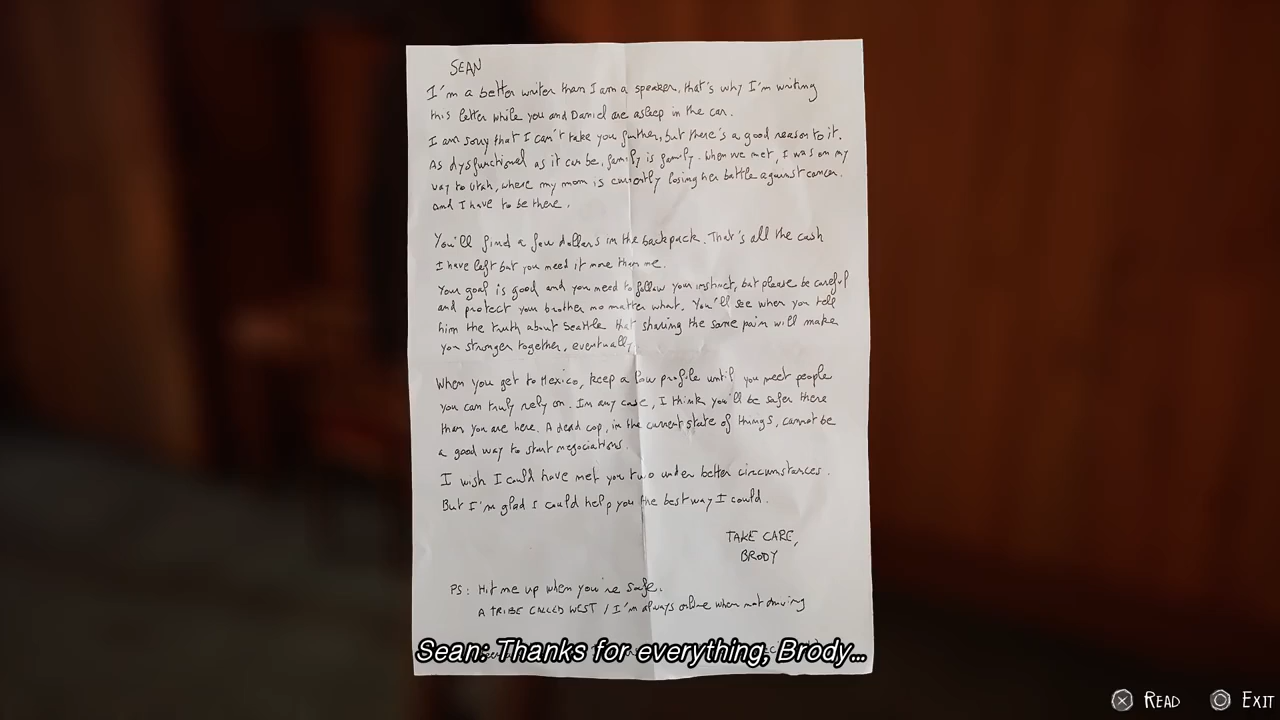 SEAN
I'm a better writer than I am a speaker, that's why I'm writing
this letter while you and Daniel are asleep in the car.
I am sorry that I can't take you further, but there's a good reason to it.
As dysfunctional as it can be, family is family. When we met, I was on my
way to Utah, where my mom is currently losing her battle against cancer.
And I have to be there.
You'll find a few dollars in the backpack. That's all the cash
I have left but you need it more than me.
Your goal is good and you need to follow your instinct, but please be careful
and protect your brother no matter what. You'll see when you tell
him the truth about Seattle that sharing the same pain will make
you stronger together, eventually.
When you get to Mexico, keep a low profile until you meet people
you can truly rely on. In any case, I think you'll be safer there
than you are here. A dead cop, in the current state of things, cannot be
a good way to start negociations.
I wish I could have met you two under better circumstances.
But I'm glad I could help you the best way I could.
TAKE CARE,
BRODY
PS: Hit me up when you're safe.
A TRIBE CALLED WEST / I'm always online when not driving
Sean: Thanks for everything, Brody...
READ
EXIT